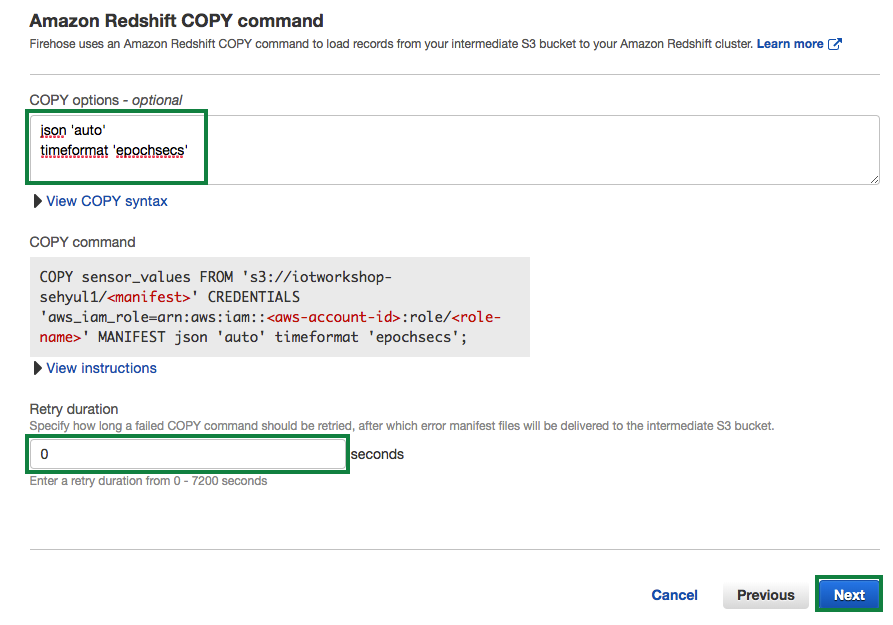 Amazon Redshift COPY command
Firehose uses an Amazon Redshift COPY command to load records from your intermediate S3 bucket to your Amazon Redshift cluster. Learn more
COPY options - optional
json 'auto'
timeformat 'epochsecs'
View COPY syntax
COPY command
COPY sensor_values FROM 's3://iotworkshop-
sehyul1/<manifest>' CREDENTIALS
'aws_iam_role=arn:aws:iam::<aws-account-id>:role/<role-
name>' MANIFEST json 'auto' timeformat 'epochsecs';
View instructions
Retry duration
Specify how long a failed COPY command should be retried, after which error manifest files will be delivered to the intermediate S3 bucket.
0 seconds
Enter a retry duration from 0 - 7200 seconds
Cancel Previous Next